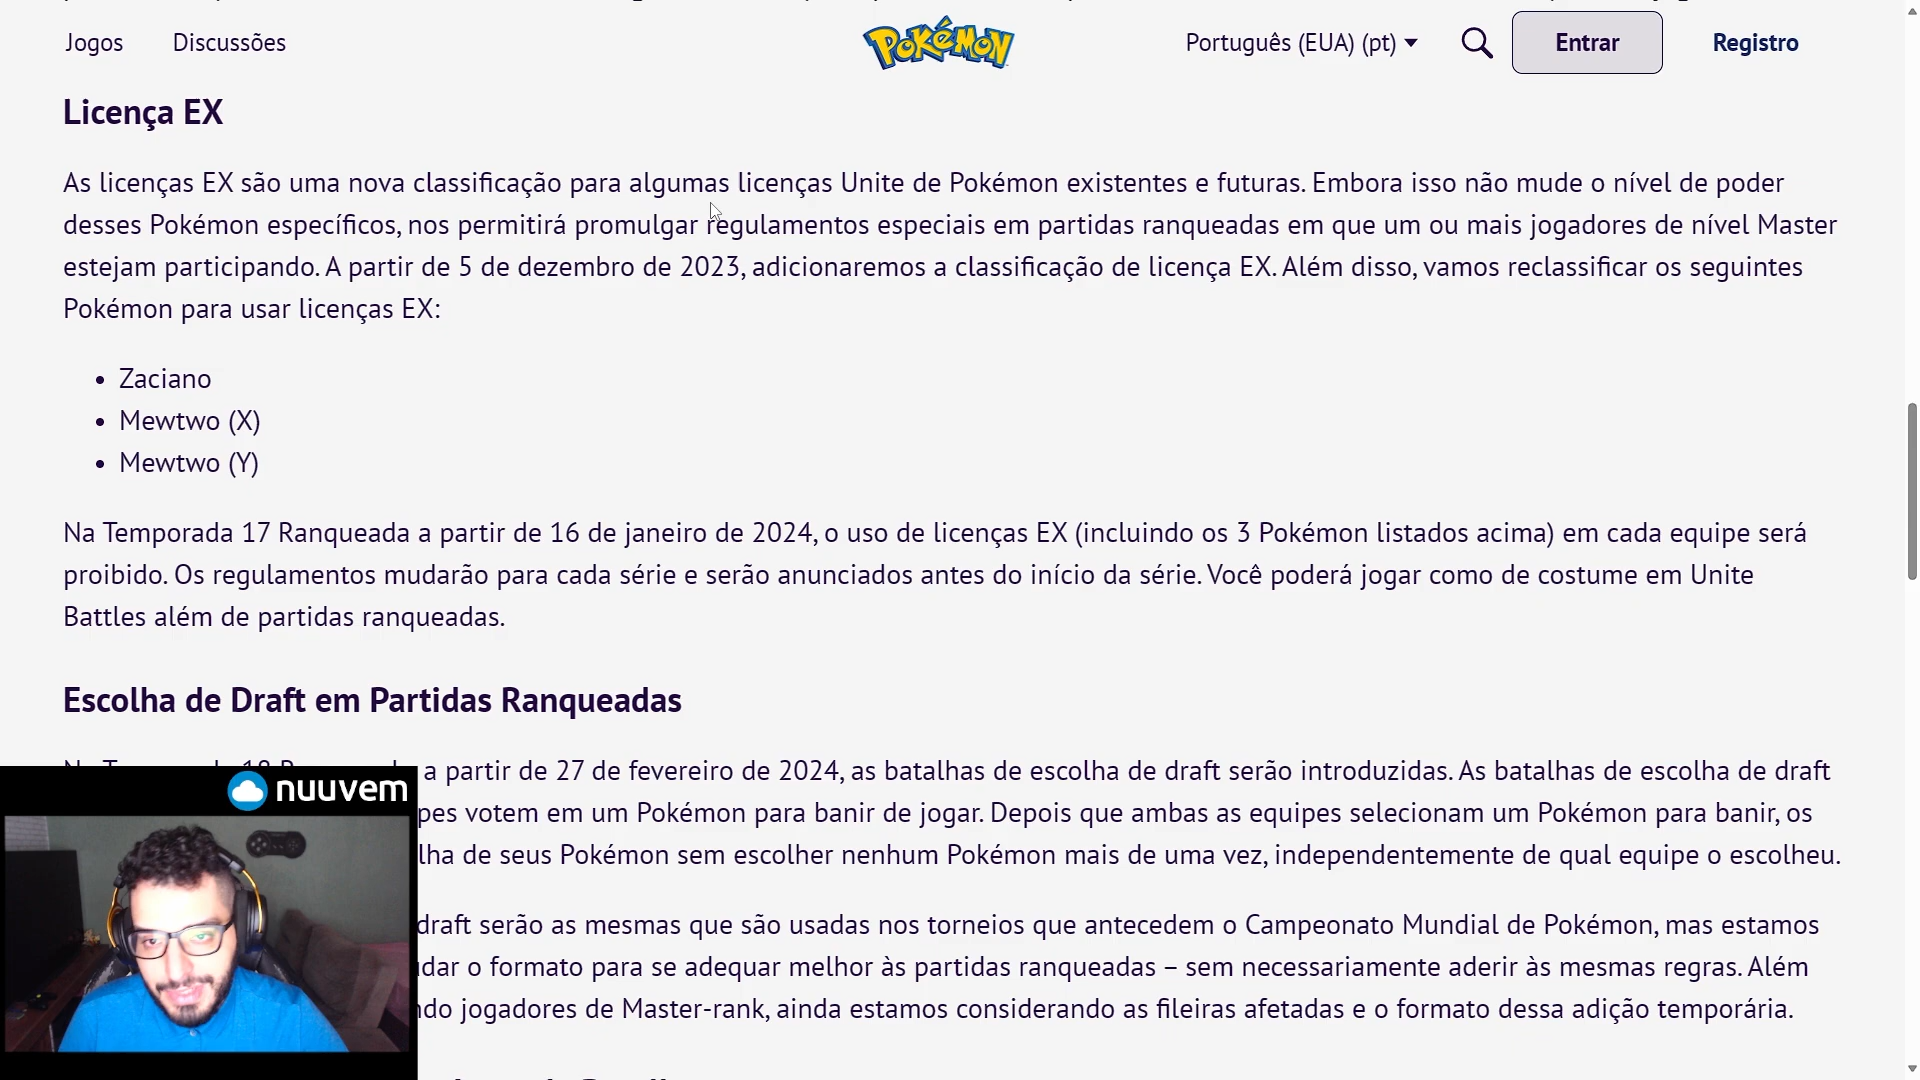 Jogos
Discussões
POKéMON
Português (EUA) (pt)
Entrar
Registro
Licença EX
As licenças EX são uma nova classificação para algumas licenças Unite de Pokémon existentes e futuras. Embora isso não mude o nível de poder
desses Pokémon específicos, nos permitirá promulgar regulamentos especiais em partidas ranqueadas em que um ou mais jogadores de nível Master
estejam participando. A partir de 5 de dezembro de 2023, adicionaremos a classificação de licença EX. Além disso, vamos reclassificar os seguintes
Pokémon para usar licenças EX:
• Zaciano
• Mewtwo (X)
• Mewtwo (Y)
Na Temporada 17 Ranqueada a partir de 16 de janeiro de 2024, o uso de licenças EX (incluindo os 3 Pokémon listados acima) em cada equipe será
proibido. Os regulamentos mudarão para cada série e serão anunciados antes do início da série. Você poderá jogar como de costume em Unite
Battles além de partidas ranqueadas.
Escolha de Draft em Partidas Ranqueadas
a partir de 27 de fevereiro de 2024, as batalhas de escolha de draft serão introduzidas. As batalhas de escolha de draft
pes votem em um Pokémon para banir de jogar. Depois que ambas as equipes selecionam um Pokémon para banir, os
lha de seus Pokémon sem escolher nenhum Pokémon mais de uma vez, independentemente de qual equipe o escolheu.
draft serão as mesmas que são usadas nos torneios que antecedem o Campeonato Mundial de Pokémon, mas estamos
dar o formato para se adequar melhor às partidas ranqueadas – sem necessariamente aderir às mesmas regras. Além
ndo jogadores de Master-rank, ainda estamos considerando as fileiras afetadas e o formato dessa adição temporária.
nuuvem